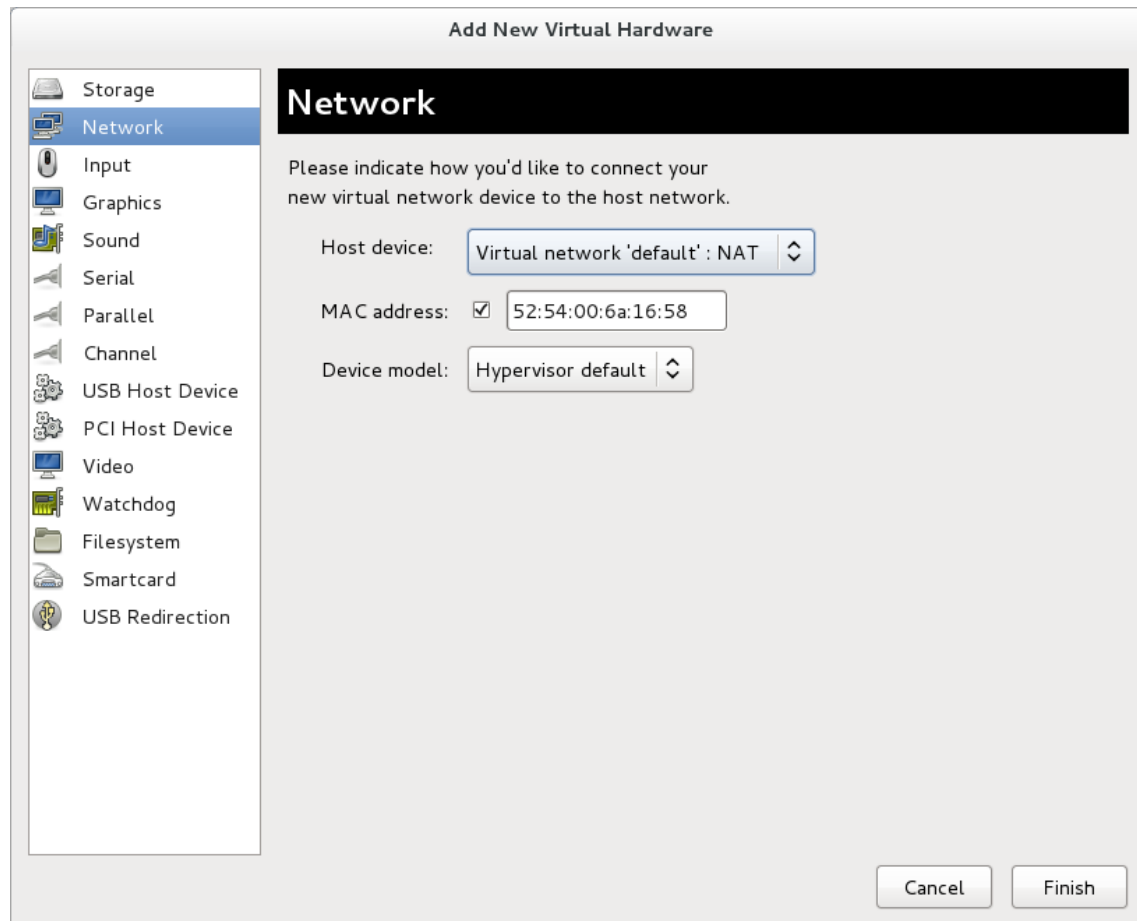 Add New Virtual Hardware
Storage
Network
Input
Graphics
Sound
Serial
Parallel
Channel
USB Host Device
PCI Host Device
Video
Watchdog
Filesystem
Smartcard
USB Redirection
Network
Please indicate how you'd like to connect your
new virtual network device to the host network.
Host device: Virtual network 'default' : NAT
MAC address: 52:54:00:6a:16:58
Device model: Hypervisor default
Cancel Finish